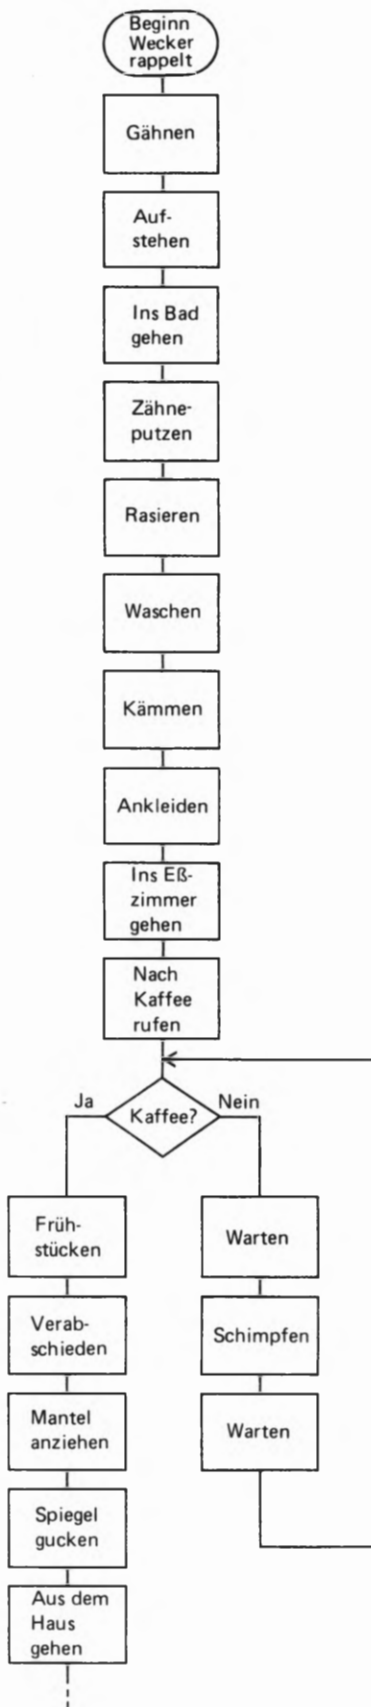 Beginn
Wecker
rappelt
Gähnen
Auf-
stehen
Ins Bad
gehen
Zähne-
putzen
Rasieren
Waschen
Kämmen
Ankleiden
Ins Eß-
zimmer
gehen
Nach
Kaffee
rufen
Ja
Kaffee?
Nein
Früh-
stücken
Verab-
schieden
Mantel
anziehen
Spiegel
gucken
Aus dem
Haus
gehen
Warten
Schimpfen
Warten